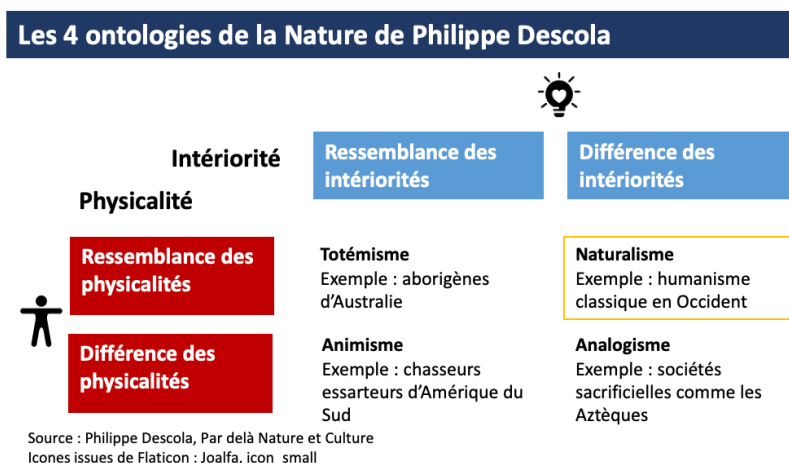 Les 4 ontologies de la Nature de Philippe Descola
Intériorité
Physicalité
Ressemblance des
intériorités
Différence des
intériorités
Ressemblance des
physicalités
Totémisme
Exemple : aborigènes
d’Australie
Naturalisme
Exemple : humanisme
classique en Occident
Différence des
physicalités
Animisme
Exemple : chasseurs
essarteurs d’Amérique du
Sud
Analogisme
Exemple : sociétés
sacrificielles comme les
Aztèques
Source : Philippe Descola, Par delà Nature et Culture
Icones issues de Flaticon : Joalfa, icon_small